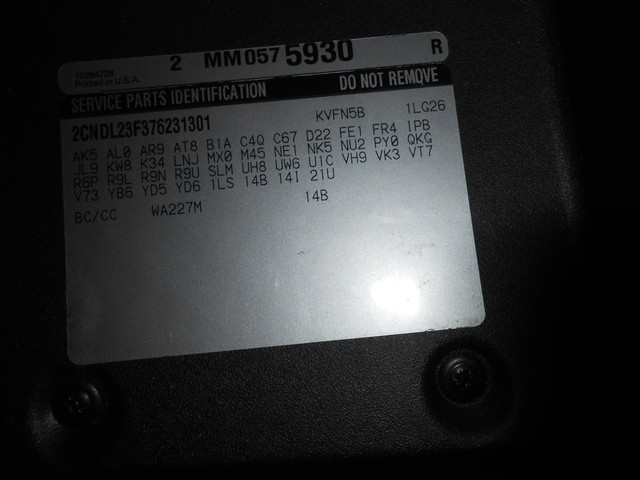 2 MM057 5930 R
10294729
Printed in U.S.A.
SERVICE PARTS IDENTIFICATION DO NOT REMOVE
2CNDL23F376231301 KVFN5B 1LG26
AK5 AL0 AR9 AT8 B1A C4Q C67 D22 FE1 FR4 IPB
JL9 KW8 K34 LNJ MX0 M45 NE1 NK5 NU2 PY0 QKG
R6P R9L R9N R9U SLM UH8 UW6 U1C VH9 VK3 VT7
V73 YB6 YD5 YD6 1LS 14B 14I 21U
BC/CC WA227M 14B